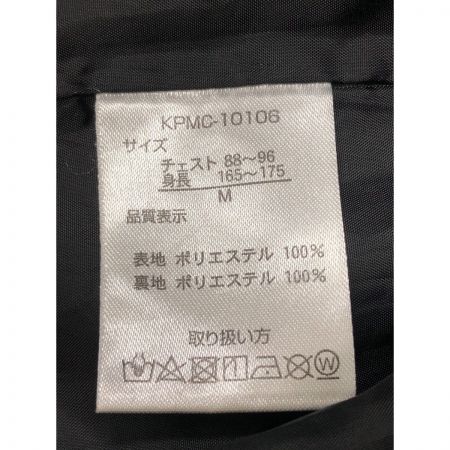 KPMC-10106
サイズ
チェスト 88～96
身長 165～175
M
品質表示
表地 ポリエステル 100%
裏地 ポリエステル 100%
取り扱い方
W